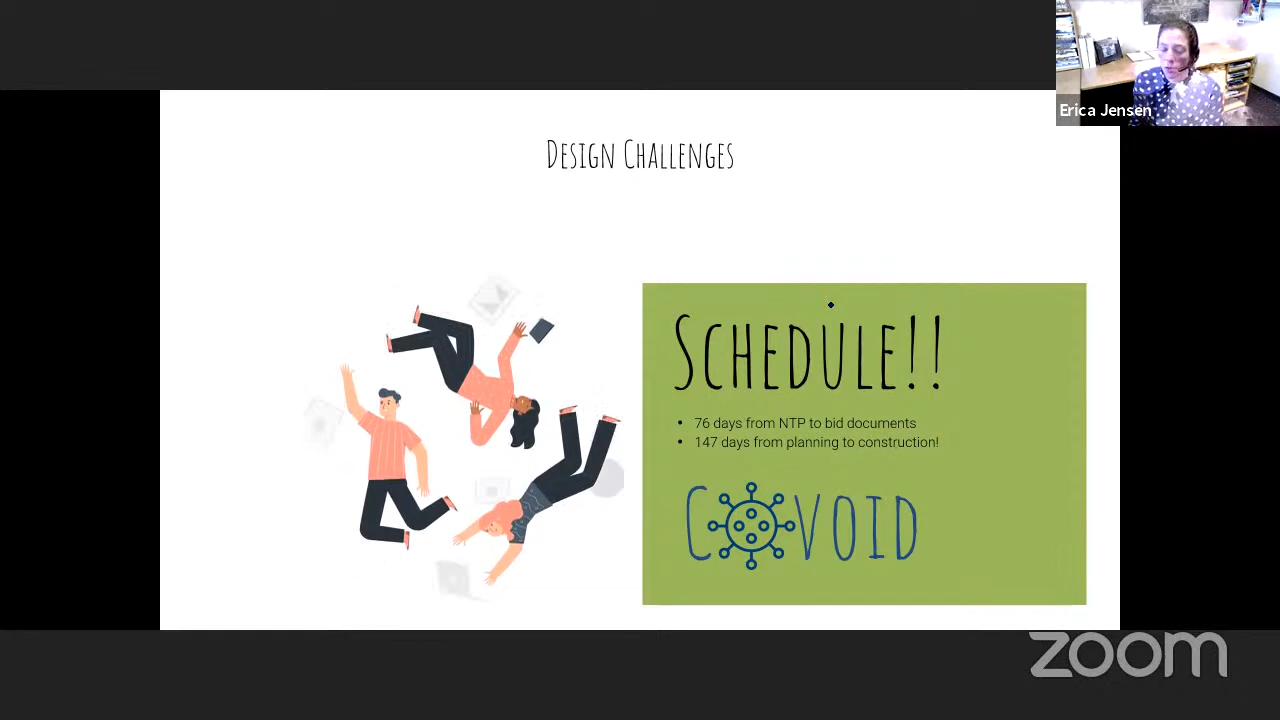 Erica Jensen
Design Challenges
Schedule!!
• 76 days from NTP to bid documents
• 147 days from planning to construction!
Covoid
zoom